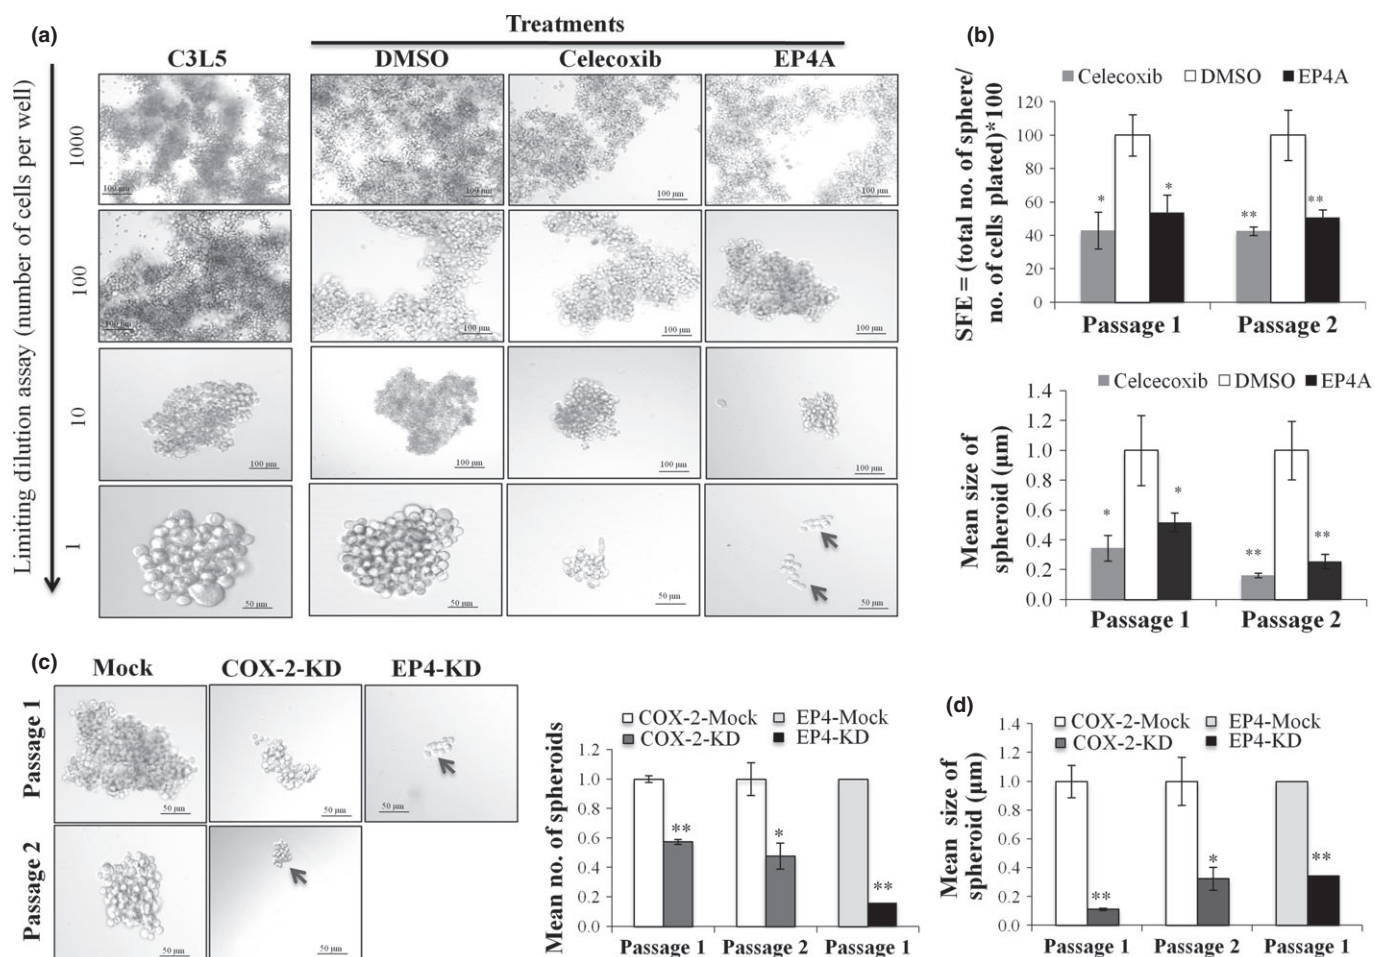 (a)
Treatments
C3L5
DMSO
Celecoxib
EP4A
Limiting dilution assay (number of cells per well)
1000
100 μm
100 μm
100 μm
100 μm
100
100 μm
100 μm
100 μm
100 μm
10
100 μm
100 μm
100 μm
100 μm
1
50 μm
50 μm
50 μm
50 μm
(b)
Celecoxib DMSO EP4A
SFE = (total no. of sphere/
no. of cells plated)*100
120
100
80
60
40
20
0
*
*
**
**
Passage 1
Passage 2
Celcecoxib DMSO EP4A
Mean size of
spheroid (μm)
1.4
1.2
1.0
0.8
0.6
0.4
0.2
0.0
*
*
**
**
Passage 1
Passage 2
(c)
Mock
COX-2-KD
EP4-KD
Passage 1
50 μm
50 μm
50 μm
Passage 2
50 μm
50 μm
COX-2-Mock EP4-Mock
COX-2-KD EP4-KD
Mean no. of spheroids
1.2
1.0
0.8
0.6
0.4
0.2
0.0
**
*
**
Passage 1
Passage 2
Passage 1
(d)
COX-2-Mock EP4-Mock
COX-2-KD EP4-KD
Mean size of
spheroid (μm)
1.4
1.2
1.0
0.8
0.6
0.4
0.2
0.0
**
*
**
Passage 1
Passage 2
Passage 1